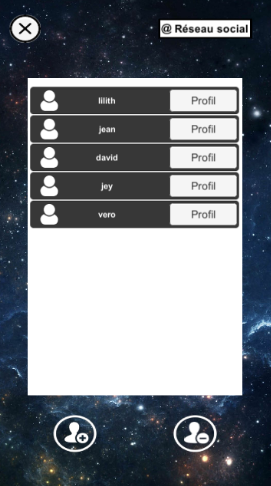 @ Réseau social
lilith Profil
jean Profil
david Profil
jey Profil
vero Profil